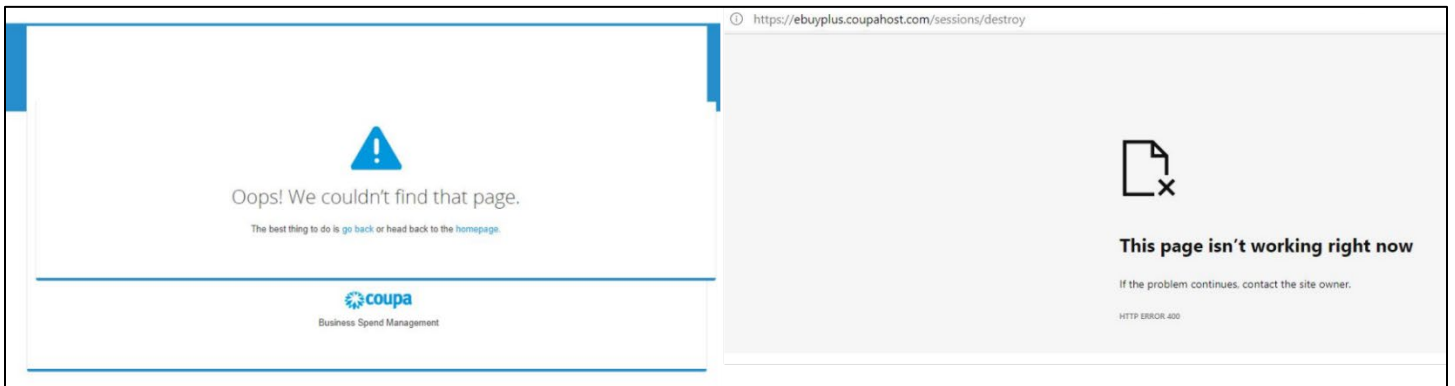 Oops! We couldn't find that page.
The best thing to do is go back or head back to the homepage.
coupa
Business Spend Management
https://ebuyplus.coupahost.com/sessions/destroy
This page isn't working right now
If the problem continues, contact the site owner.
HTTP ERROR 400